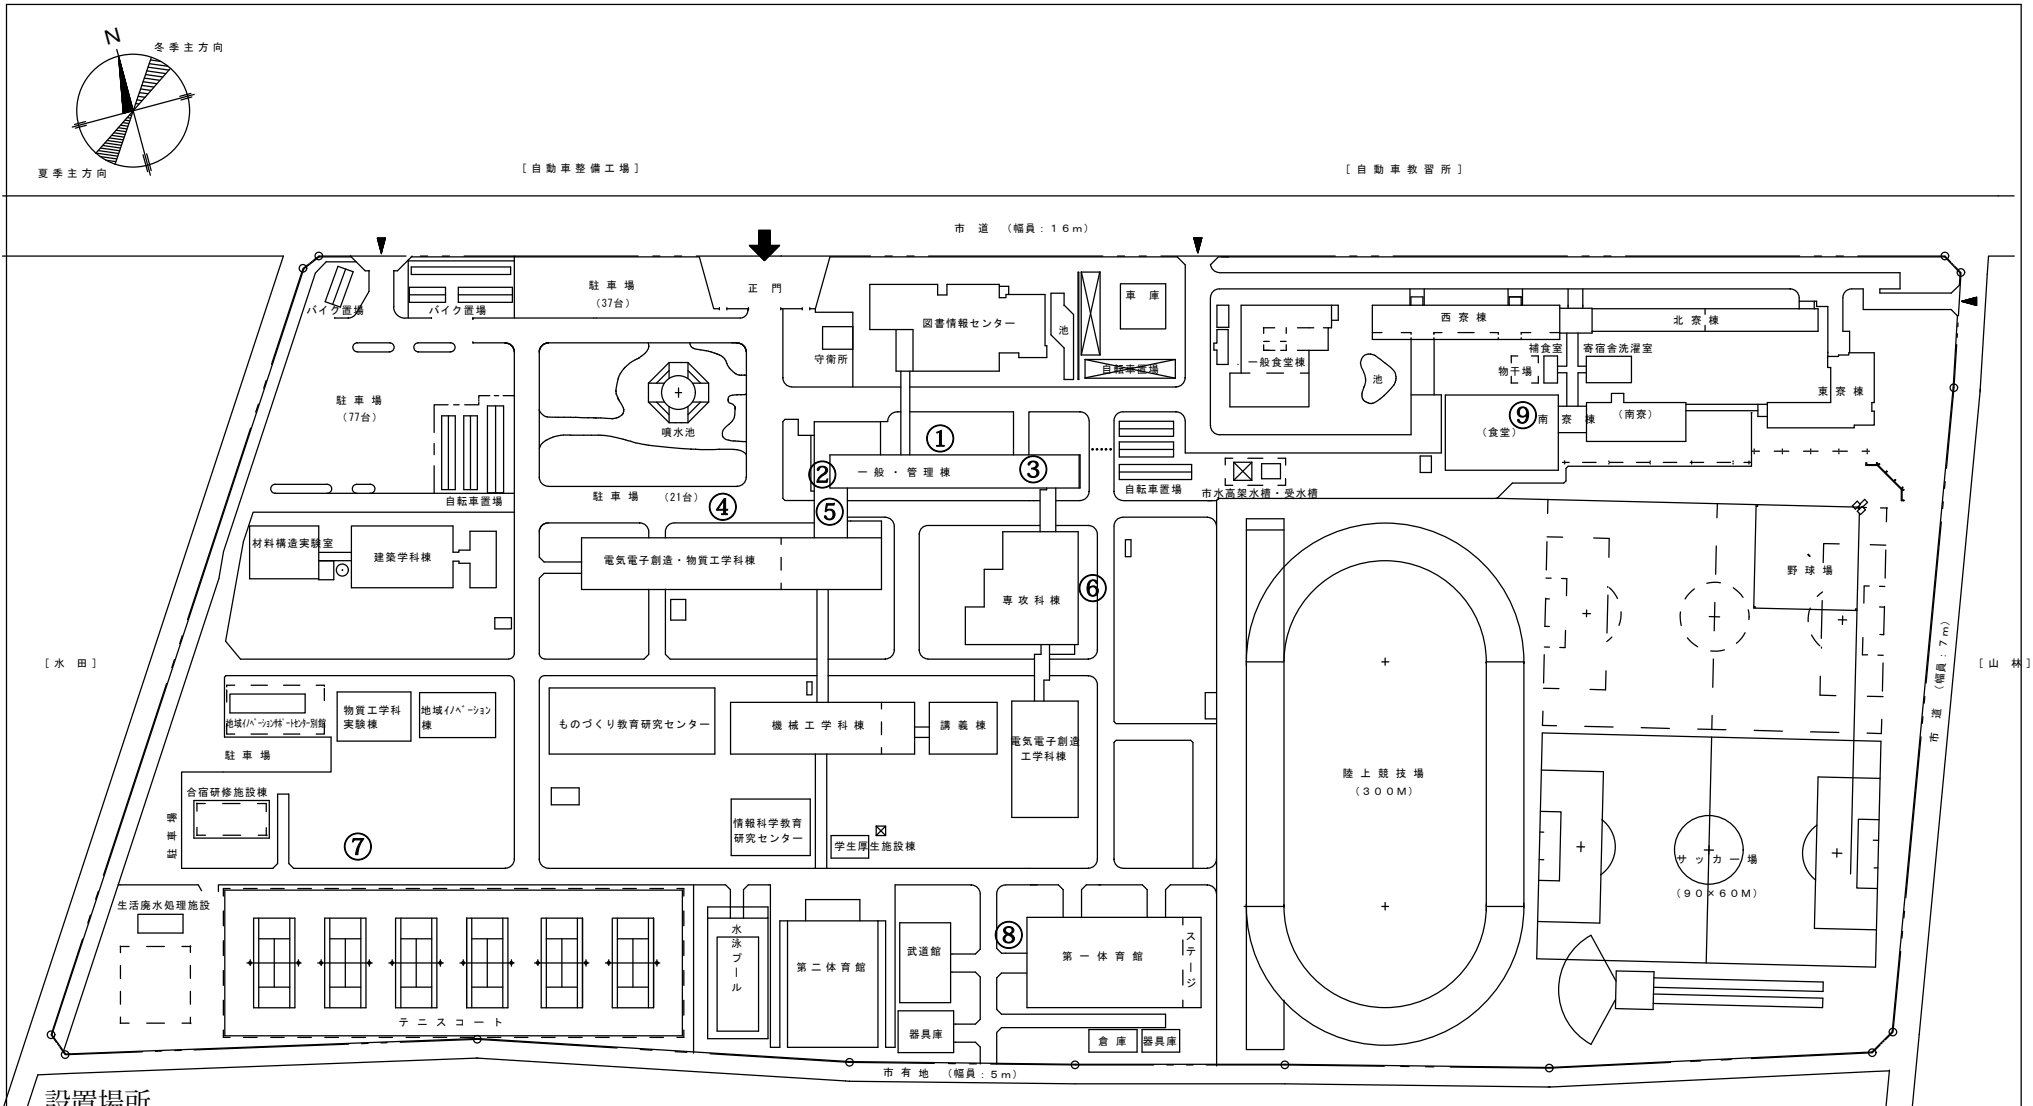 N
冬季主方向
夏季主方向
[自動車整備工場]
[自動車教習所]
市道 (幅員:16m)
バイク置場
バイク置場
駐車場
(37台)
正門
守衛所
図書情報センター
池
車庫
自転車置場
一般食堂棟
池
西寮棟
北寮棟
補食室
寄宿舎洗濯室
物干場
東寮棟
⑨
南寮棟
(南寮)
(食堂)
駐車場
(77台)
噴水池
自転車置場
①
②
一般・管理棟
③
自転車置場
市水高架水槽・受水槽
駐車場 (21台)
④
⑤
材料構造実験室
建築学科棟
電気電子創造・物質工学科棟
専攻科棟
⑥
野球場
[水田]
[山林]
市道 (幅員:7m)
地域イノベーションサポートセンター別館
物質工学科
実験棟
地域イノベーション
棟
ものづくり教育研究センター
機械工学科棟
講義棟
電気電子創造
工学科棟
駐車場
合宿研修施設棟
駐車場
⑦
情報科学教育
研究センター
学生厚生施設棟
陸上競技場
(300M)
サッカー場
(90×60M)
生活廃水処理施設
テニスコート
水泳プール
第二体育館
武道館
器具庫
⑧
第一体育館
ステージ
倉庫
器具庫
市有地 (幅員:5m)
設置場所